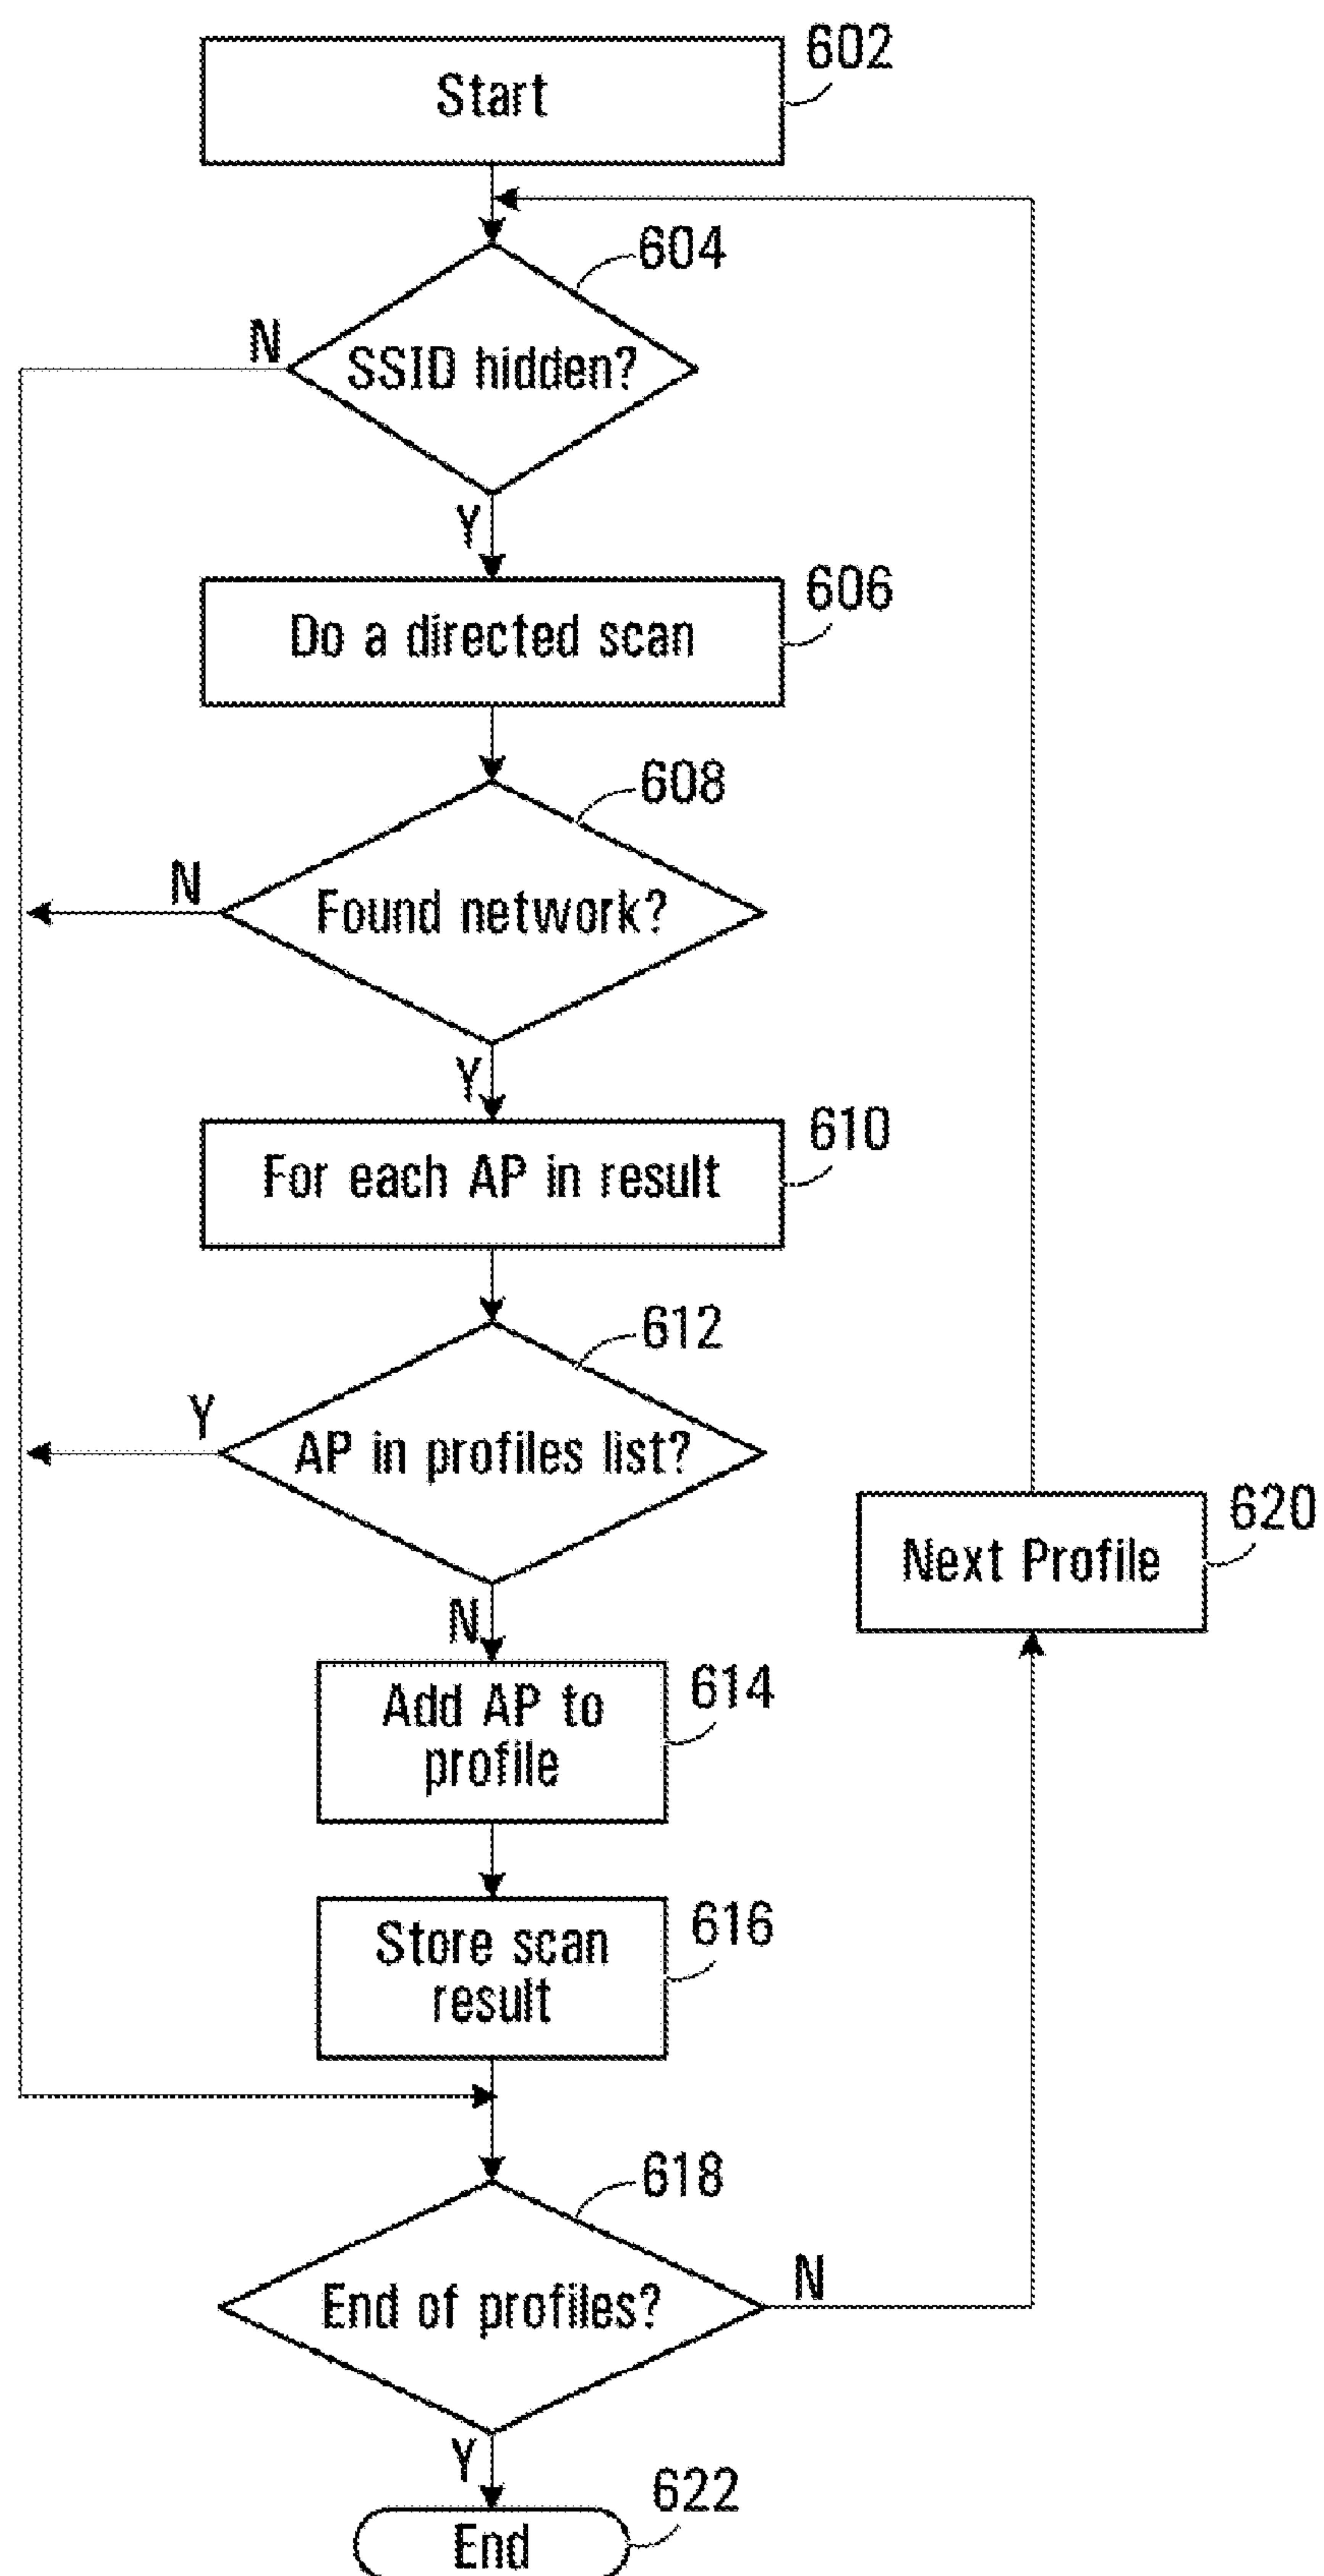 Start
602
604
SSID hidden?
N
Y
Do a directed scan
606
608
Found network?
N
Y
For each AP in result
610
612
AP in profiles list?
Y
N
Add AP to
profile
614
Next Profile
620
Store scan
result
616
618
End of profiles?
N
Y
End
622